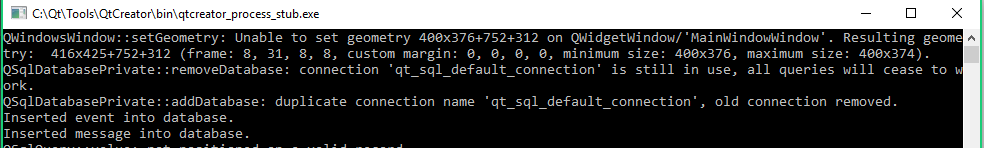 C:\Qt\Tools\QtCreator\bin\qtcreator_process_stub.exe
QWindowsWindow::setGeometry: Unable to set geometry 400x376+752+312 on QWidgetWindow/'MainWindowWindow'. Resulting geome
try:  416x425+752+312 (frame: 8, 31, 8, 8, custom margin: 0, 0, 0, 0, minimum size: 400x376, maximum size: 400x374).
QSqlDatabasePrivate::removeDatabase: connection 'qt_sql_default_connection' is still in use, all queries will cease to w
ork.
QSqlDatabasePrivate::addDatabase: duplicate connection name 'qt_sql_default_connection', old connection removed.
Inserted event into database.
Inserted message into database.
QSqlQuery::value: not positioned on a valid record